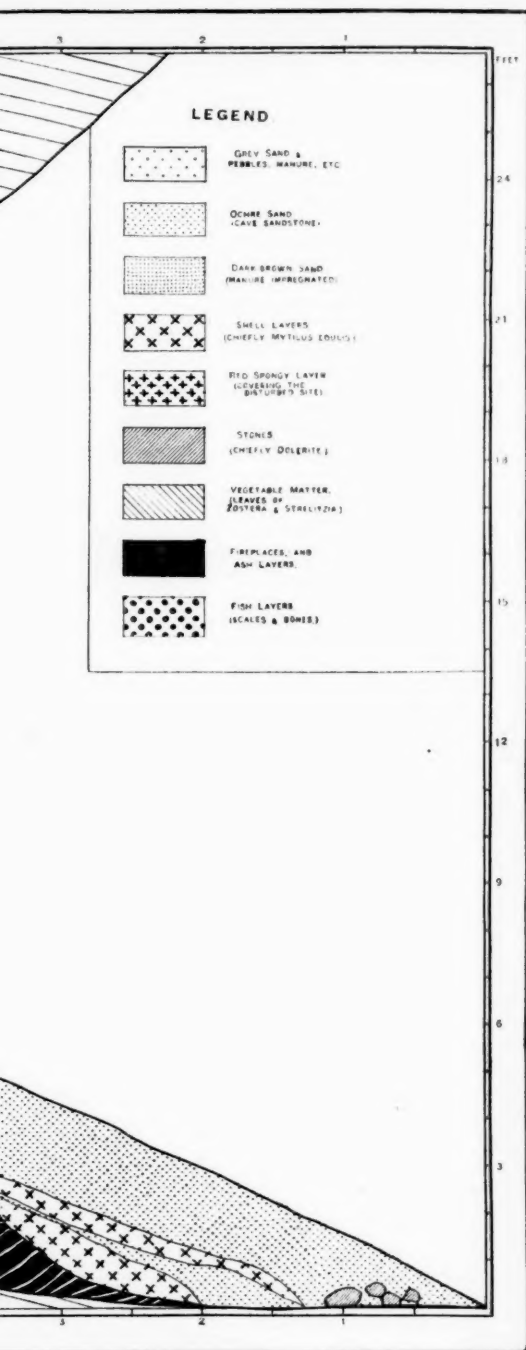 3 2 1
FEET
LEGEND
GREY SAND &
PEBBLES, MANURE, ETC
24
OCHRE SAND
(CAVE SANDSTONE)
DARK BROWN SAND
(MANURE IMPREGNATED)
21
SHELL LAYERS
(CHIEFLY MYTILUS EDULIS)
RED SPONGY LAYER
(COVERING THE
DISTURBED SITE)
18
STONES
(CHIEFLY DOLERITE)
VEGETABLE MATTER.
(LEAVES OF
ZOSTERA & STRELITZIA)
FIREPLACES, AND
ASH LAYERS.
15
FISH LAYERS
(SCALES & BONES)
12
9
6
3
3 2 1